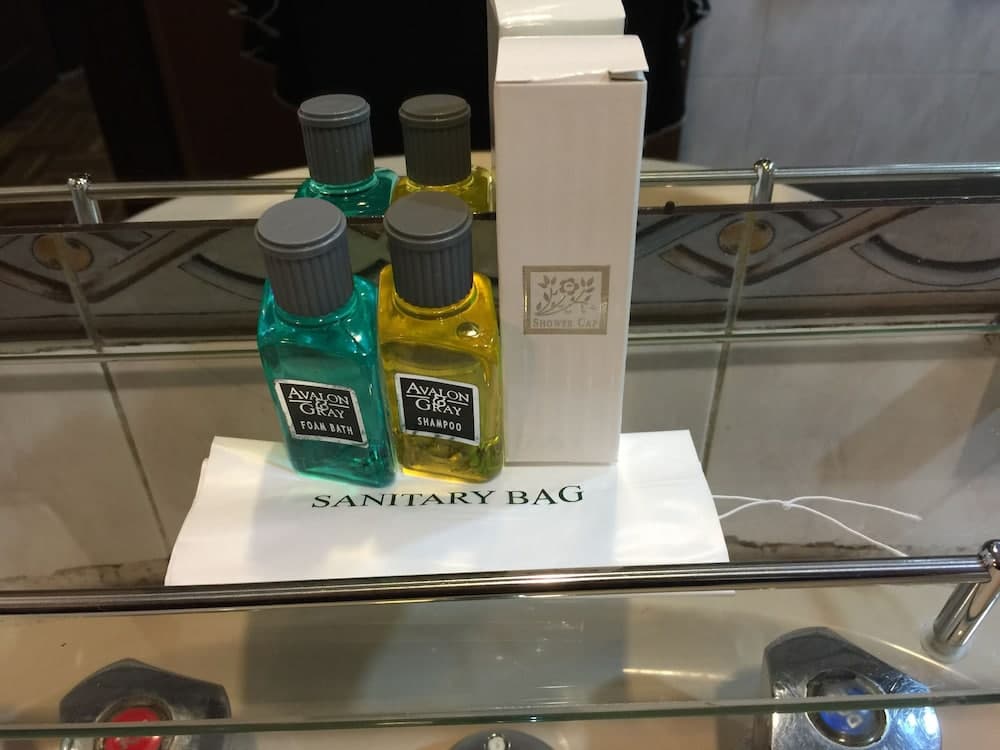 AVALON
&
GRAY
FOAM BATH
AVALON
&
GRAY
SHAMPOO
SHOWER CAP
SANITARY BAG